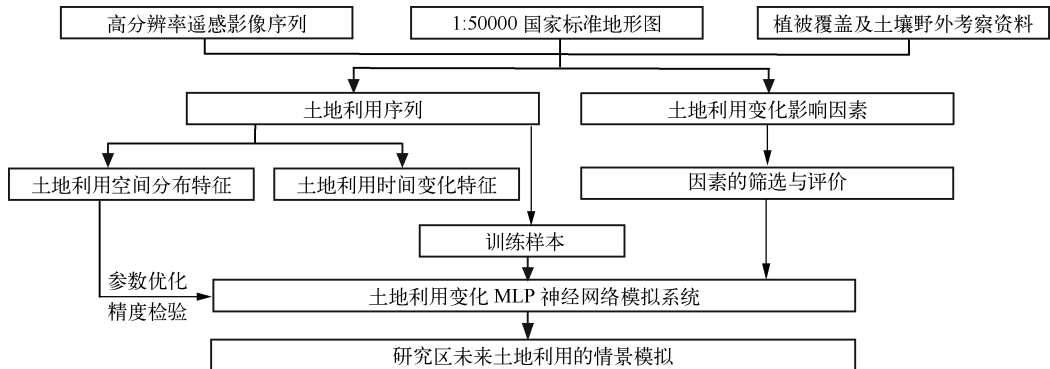 高分辨率遥感影像序列
1:50000 国家标准地形图
植被覆盖及土壤野外考察资料
土地利用序列
土地利用变化影响因素
土地利用空间分布特征
土地利用时间变化特征
因素的筛选与评价
训练样本
参数优化
精度检验
土地利用变化 MLP 神经网络模拟系统
研究区未来土地利用的情景模拟